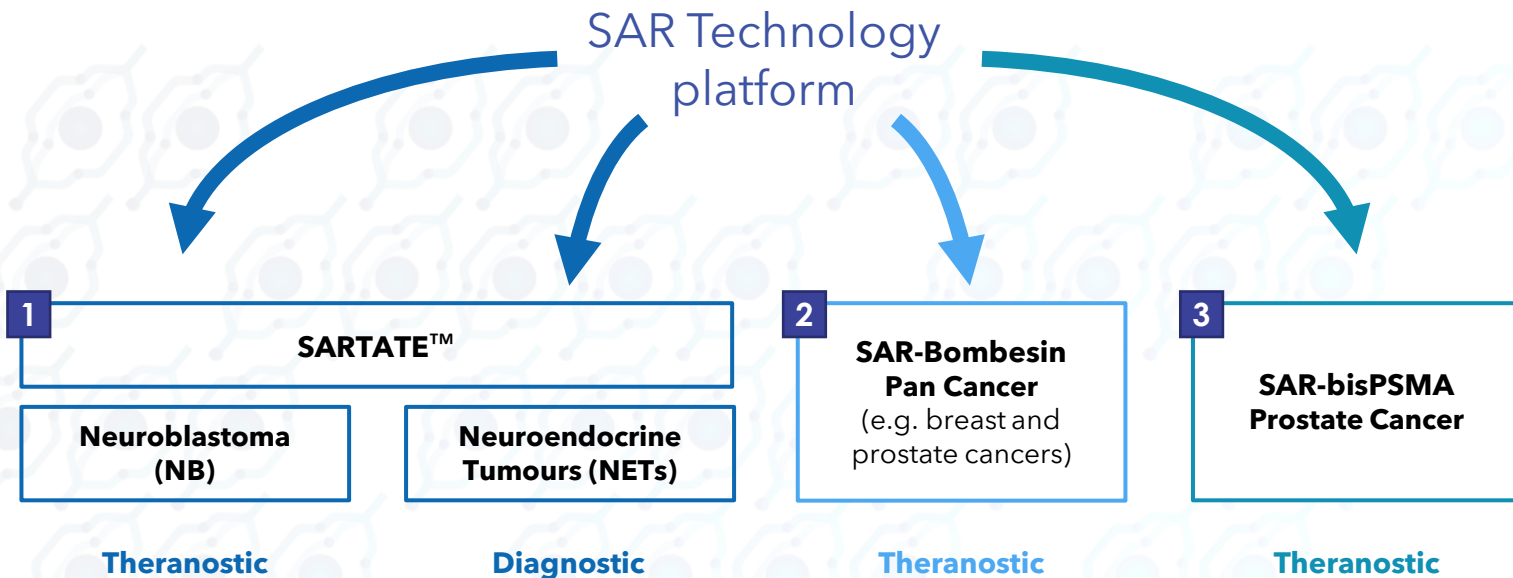 SAR Technology
platform
1
SARTATE™
Neuroblastoma
(NB)
Theranostic
Neuroendocrine
Tumours (NETs)
Diagnostic
2
SAR-Bombesin
Pan Cancer
(e.g. breast and
prostate cancers)
Theranostic
3
SAR-bisPSMA
Prostate Cancer
Theranostic